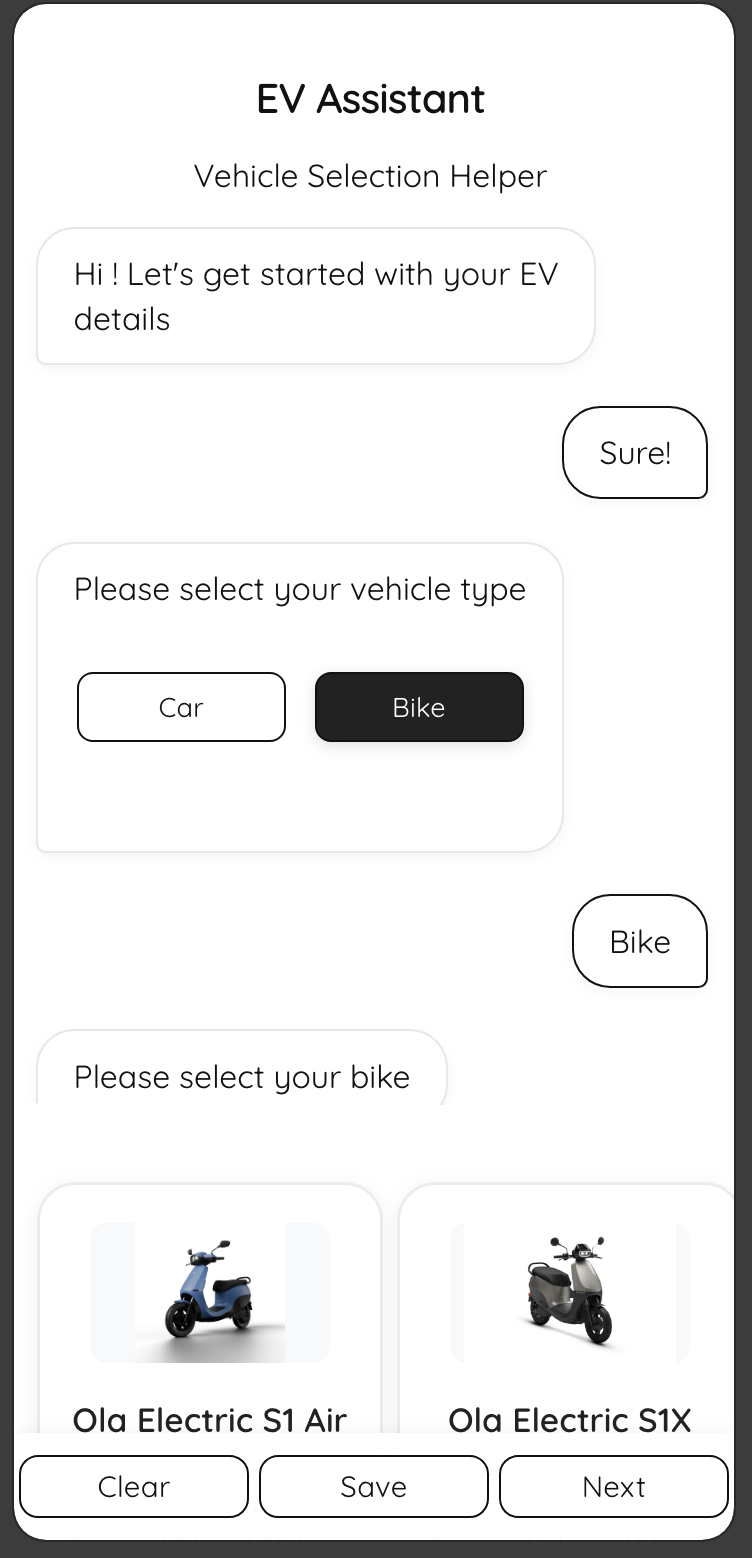 EV Assistant
Vehicle Selection Helper
Hi ! Let's get started with your EV
details
Sure!
Please select your vehicle type
Car
Bike
Bike
Please select your bike
Ola Electric S1 Air
Ola Electric S1X
Clear
Save
Next